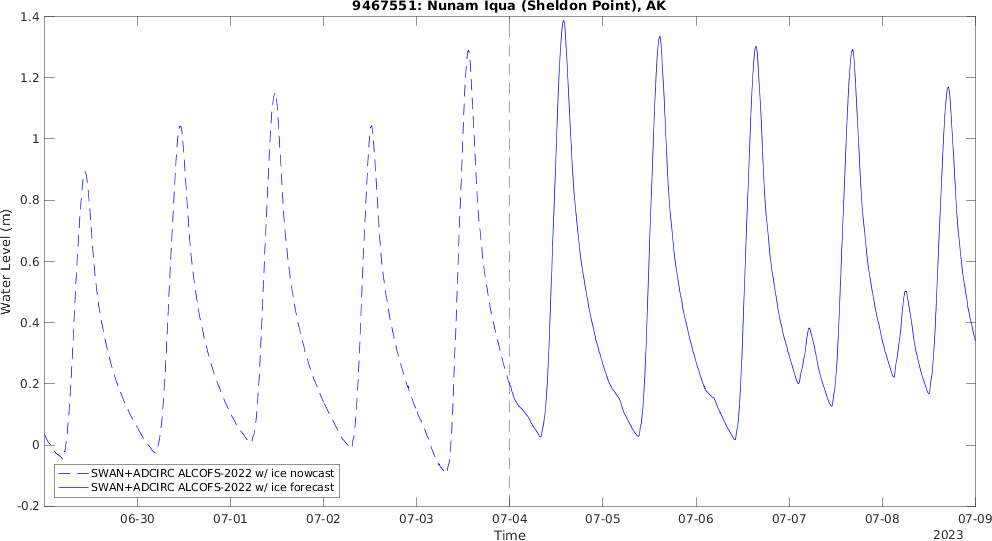 9467551: Nunam Iqua (Sheldon Point), AK
Water Level (m)
1.4
1.2
1
0.8
0.6
0.4
0.2
0
-0.2
SWAN+ADCIRC ALCOFS-2022 w/ ice nowcast
SWAN+ADCIRC ALCOFS-2022 w/ ice forecast
06-30 07-01 07-02 07-03 07-04 07-05 07-06 07-07 07-08 07-09
Time
2023